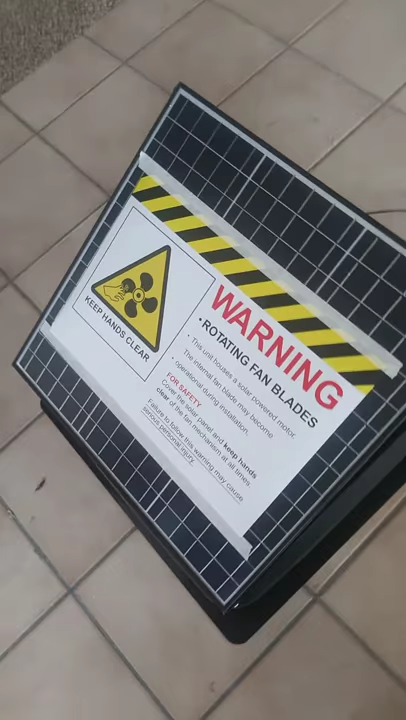 WARNING
• ROTATING FAN BLADES
• This unit houses a solar powered motor.
The internal fan blade may become
• operational during installation.
FOR SAFETY
Cover the solar panel and keep hands
clear of the fan mechanism at all times.
Failure to follow this warning may cause
serious personal injury.
KEEP HANDS CLEAR